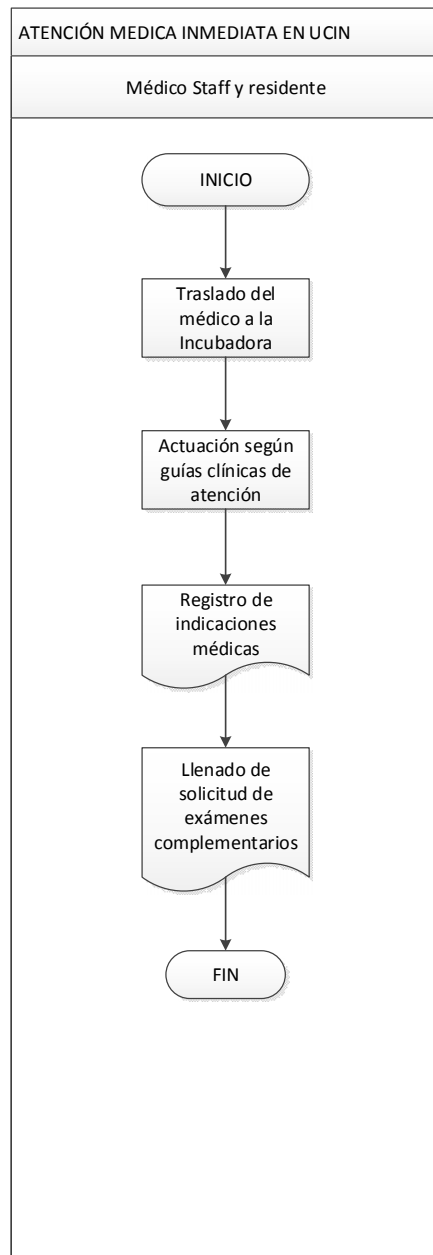 ATENCIÓN MEDICA INMEDIATA EN UCIN
Médico Staff y residente
INICIO
Traslado del
médico a la
Incubadora
Actuación según
guías clínicas de
atención
Registro de
indicaciones
médicas
Llenado de
solicitud de
exámenes
complementarios
FIN